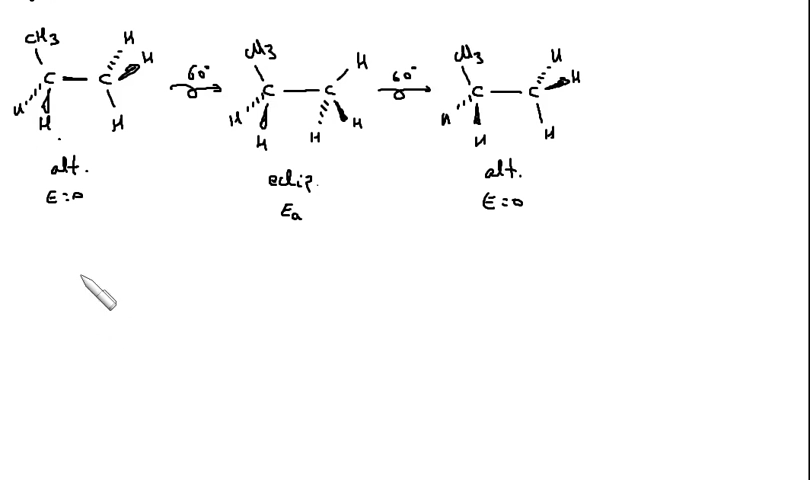 CH3 H H 60° CH3 H 60° CH3 H H
C C C C C C
H H H H H H H H H H
alt. eclip. alt.
E=0 Ea E=0